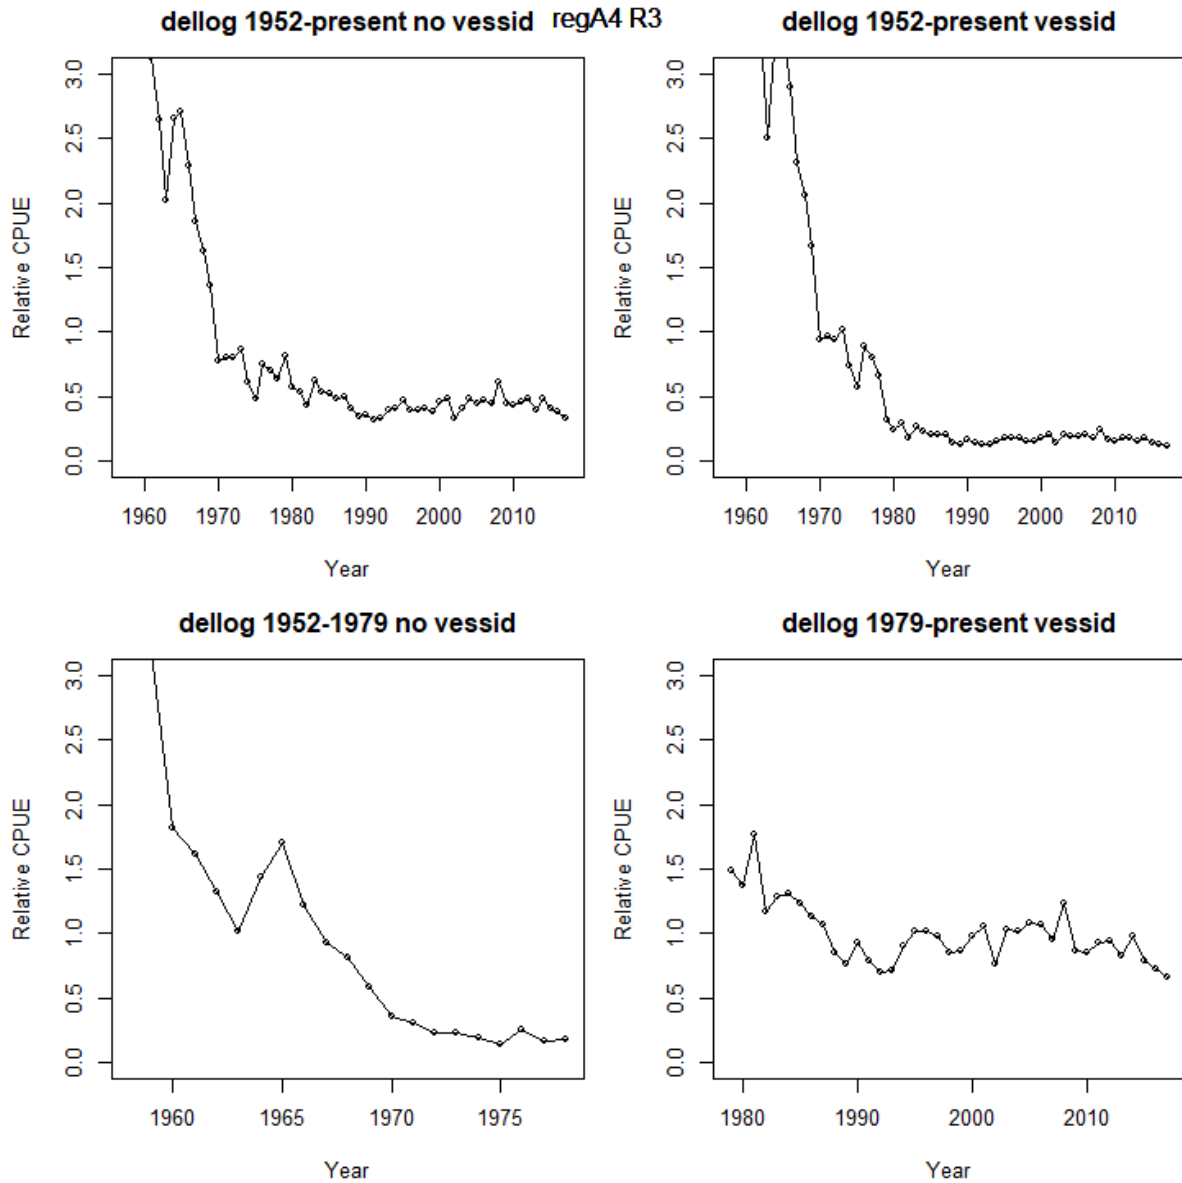 dellog 1952-present no vessid
regA4 R3
dellog 1952-present vessid
Relative CPUE
3.0
2.5
2.0
1.5
1.0
0.5
0.0
1960 1970 1980 1990 2000 2010
Year
Relative CPUE
3.0
2.5
2.0
1.5
1.0
0.5
0.0
1960 1970 1980 1990 2000 2010
Year
dellog 1952-1979 no vessid
Relative CPUE
3.0
2.5
2.0
1.5
1.0
0.5
0.0
1960 1965 1970 1975
Year
dellog 1979-present vessid
Relative CPUE
3.0
2.5
2.0
1.5
1.0
0.5
0.0
1980 1990 2000 2010
Year